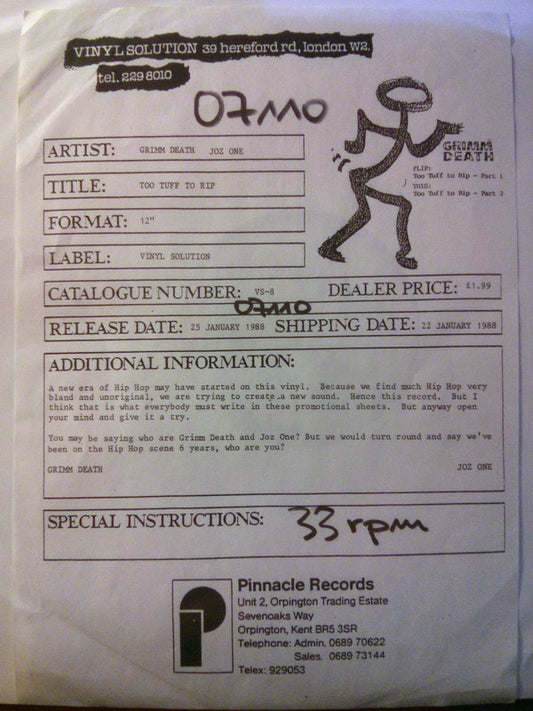 VINYL SOLUTION 39 hereford rd, london W2.
tel. 229 8010
07110
GRIMM
DEATH
FLIP:
Too Tuff to Rip - Part 1
THIS:
Too Tuff to Rip - Part 2
ARTIST: GRIMM DEATH JOZ ONE
TITLE: TOO TUFF TO RIP
FORMAT: 12"
LABEL: VINYL SOLUTION
CATALOGUE NUMBER: VS-8 DEALER PRICE: £1.99
07110
RELEASE DATE: 25 JANUARY 1988 SHIPPING DATE: 22 JANUARY 1988
ADDITIONAL INFORMATION:
A new era of Hip Hop may have started on this vinyl. Because we find much Hip Hop very
bland and unoriginal, we are trying to create a new sound. Hence this record. But I
think that is what everybody must write in these promotional sheets. But anyway open
your mind and give it a try.
You may be saying who are Grimm Death and Joz One? But we would turn round and say we've
been on the Hip Hop scene 6 years, who are you?
GRIMM DEATH JOZ ONE
SPECIAL INSTRUCTIONS: 33 rpm
Pinnacle Records
Unit 2, Orpington Trading Estate
Sevenoaks Way
Orpington, Kent BR5 3SR
Telephone: Admin. 0689 70622
Sales. 0689 73144
Telex: 929053